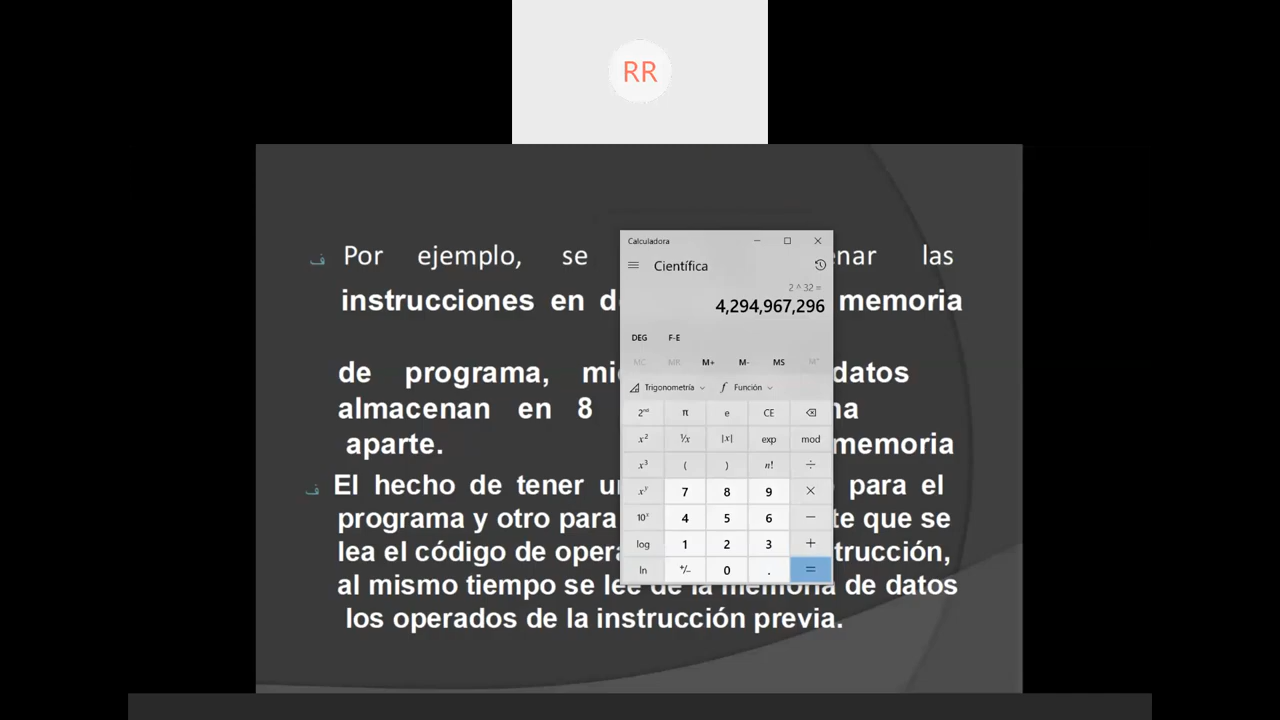 RR
Por ejemplo, se
enar las
instrucciones en
memoria
de programa,
datos
almacenan en 8
aparte.
memoria
El hecho de tener
para el
programa y otro para
que se
lea el código de
al mismo tiempo se lee de la memoria de datos
los operados de la instrucción previa.
Calculadora
Científica
2 ^ 32 =
4,294,967,296
DEG F-E
MC MR M+ M- MS M˅
Trigonometría Función
2ⁿᵈ π e CE
x² ¹/x |x| exp mod
x³ ( ) n! ÷
xʸ 7 8 9 ×
10ˣ 4 5 6 −
log 1 2 3 +
ln +/− 0 . =